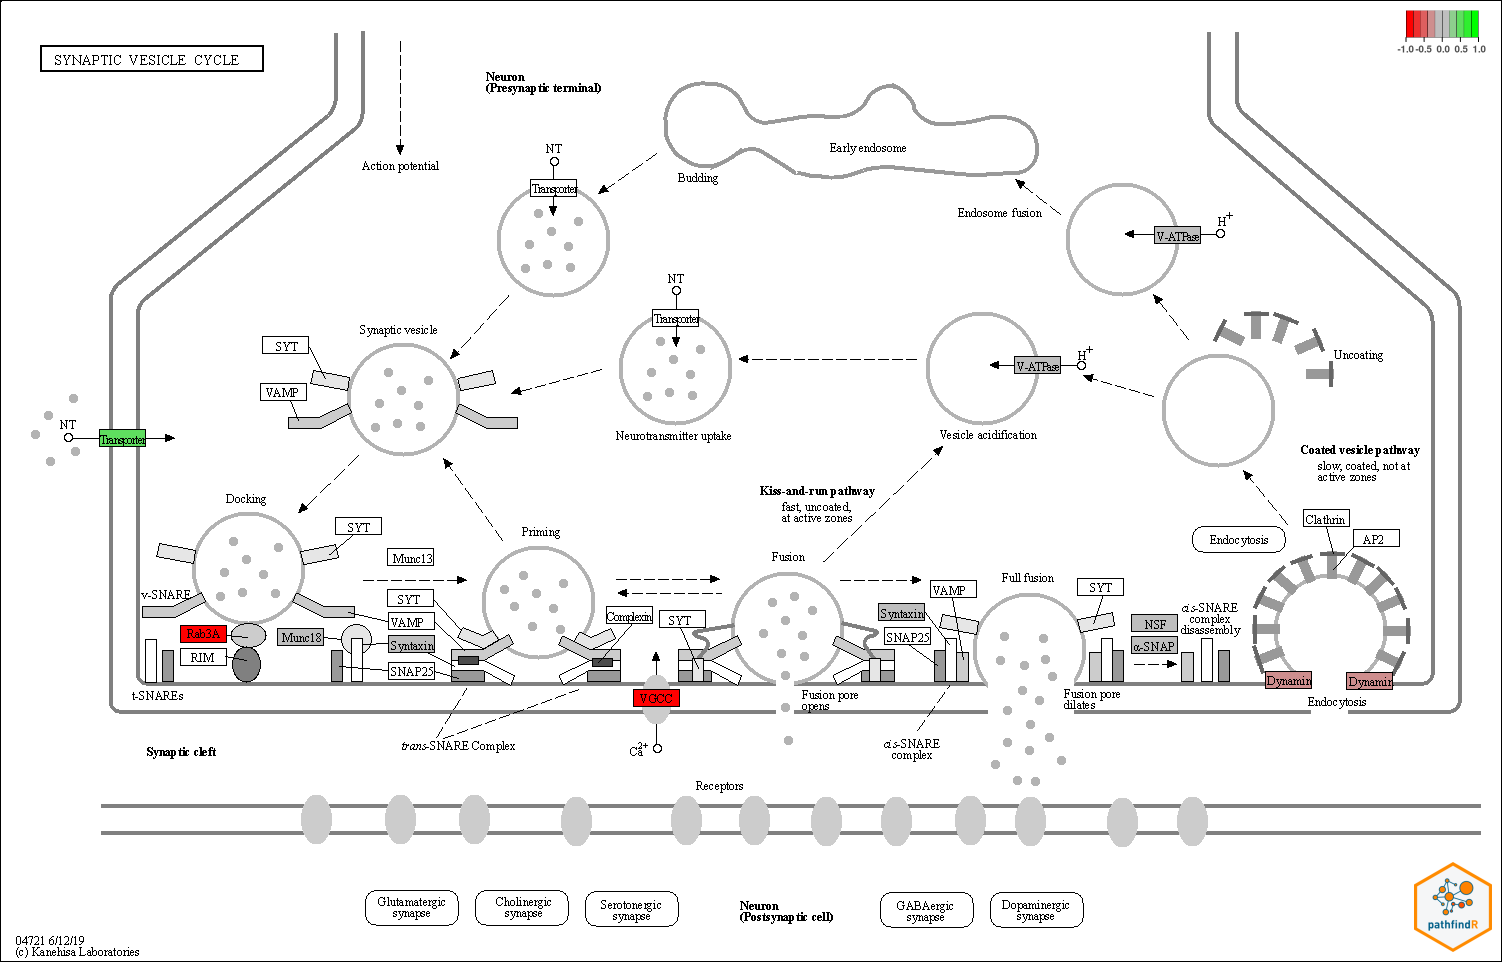 SYNAPTIC VESICLE CYCLE
-1.0 -0.5 0.0 0.5 1.0
Neuron
(Presynaptic terminal)
Action potential
NT
Transporter
Budding
Early endosome
Endosome fusion
V-ATPase
H+
NT
Transporter
Neurotransmitter uptake
Synaptic vesicle
SYT
VAMP
V-ATPase
H+
Vesicle acidification
Uncoating
NT
Transporter
Coated vesicle pathway
slow, coated, not at
active zones
Kiss-and-run pathway
fast, uncoated,
at active zones
Docking
SYT
v-SNARE
Rab3A
RIM
t-SNAREs
Munc18
Munc13
SYT
VAMP
Syntaxin
SNAP25
Priming
Complexin
SYT
Fusion
VGCC
Ca2+
trans-SNARE Complex
Fusion pore
opens
Syntaxin
SNAP25
VAMP
cis-SNARE
complex
Full fusion
SYT
Fusion pore
dilates
NSF
α-SNAP
cis-SNARE
complex
disassembly
Endocytosis
Clathrin
AP2
Dynamin
Dynamin
Endocytosis
Synaptic cleft
Receptors
Glutamatergic
synapse
Cholinergic
synapse
Serotonergic
synapse
Neuron
(Postsynaptic cell)
GABAergic
synapse
Dopaminergic
synapse
04721 6/12/19
(c) Kanehisa Laboratories
pathfindR